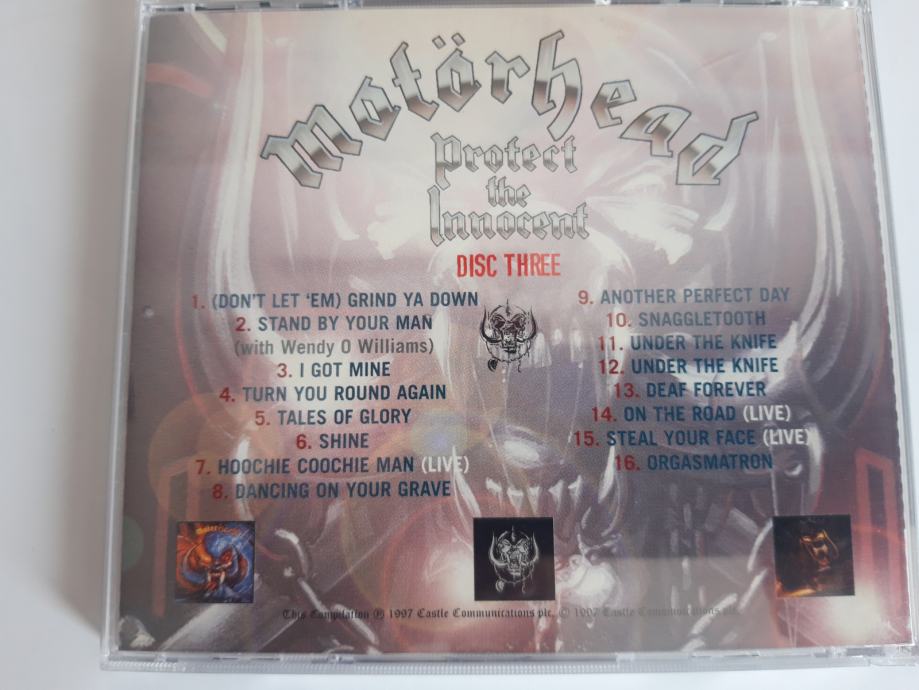 Motörhead
Protect
the
Innocent
DISC THREE
1. (DON'T LET 'EM) GRIND YA DOWN
2. STAND BY YOUR MAN
(with Wendy O Williams)
3. I GOT MINE
4. TURN YOU ROUND AGAIN
5. TALES OF GLORY
6. SHINE
7. HOOCHIE COOCHIE MAN (LIVE)
8. DANCING ON YOUR GRAVE
9. ANOTHER PERFECT DAY
10. SNAGGLETOOTH
11. UNDER THE KNIFE
12. UNDER THE KNIFE
13. DEAF FOREVER
14. ON THE ROAD (LIVE)
15. STEAL YOUR FACE (LIVE)
16. ORGASMATRON
Motörhead
This Compilation ℗ 1997 Castle Communications plc. © 1997 Castle Communications plc.